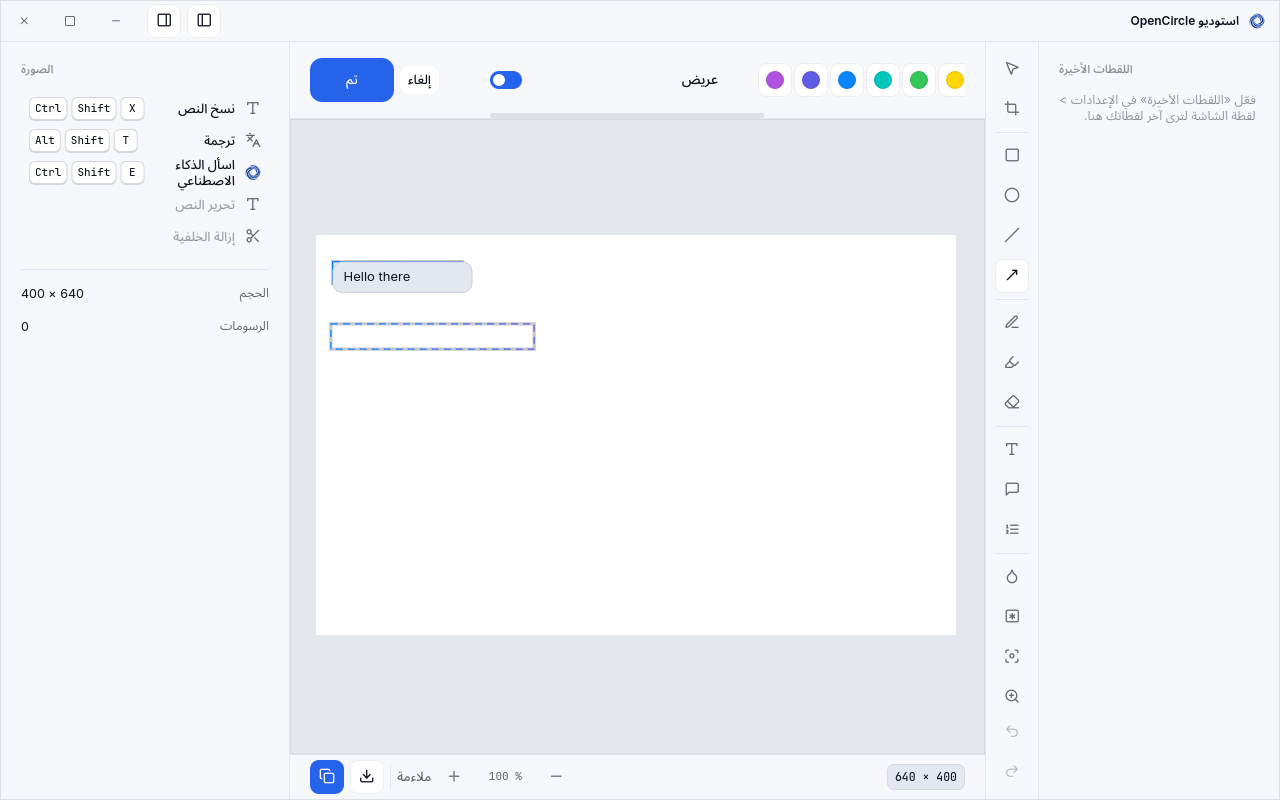 استوديو OpenCircle
اللقطات الأخيرة
فعّل «اللقطات الأخيرة» في الإعدادات >
لقطة الشاشة لترى آخر لقطاتك هنا.
عريض
إلغاء
تم
Hello there
640 × 400
100 %
ملاءمة
الصورة
نسخ النص Ctrl Shift X
ترجمة Alt Shift T
اسأل الذكاء
الاصطناعي Ctrl Shift E
تحرير النص
إزالة الخلفية
الحجم 640 × 400
الرسومات 0